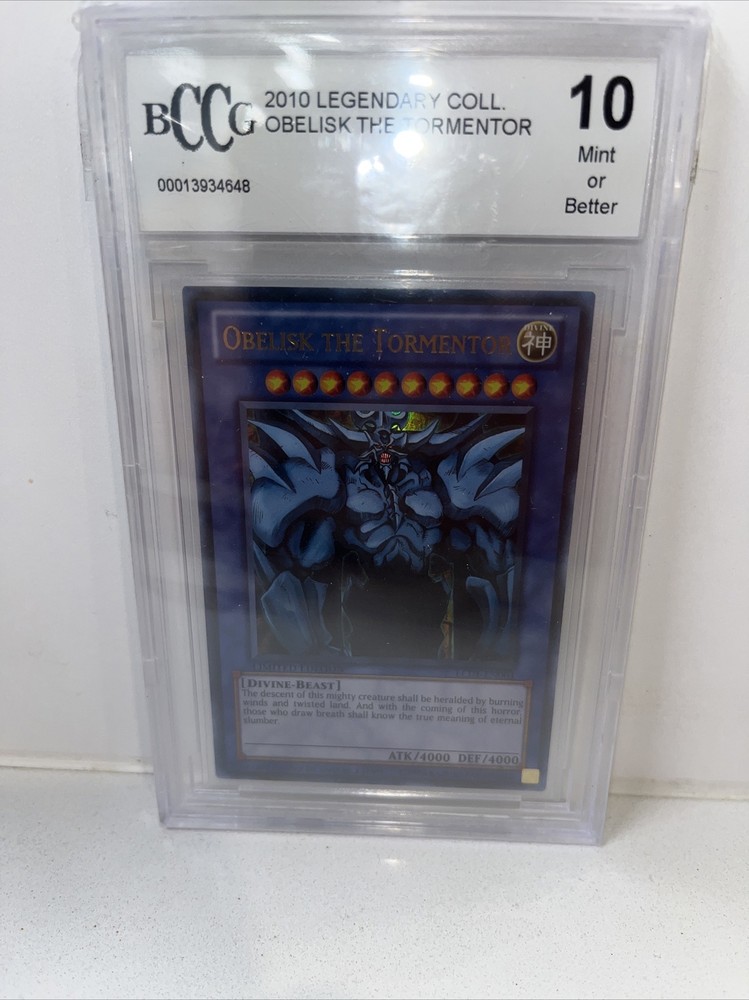 BCCG
2010 LEGENDARY COLL.
OBELISK THE TORMENTOR
00013934648
10
Mint
or
Better
OBELISK THE TORMENTOR
DIVINE
神
[DIVINE-BEAST]
The descent of this mighty creature shall be heralded by burning
winds and twisted land. And with the coming of this horror,
those who draw breath shall know the true meaning of eternal
slumber.
ATK/4000 DEF/4000